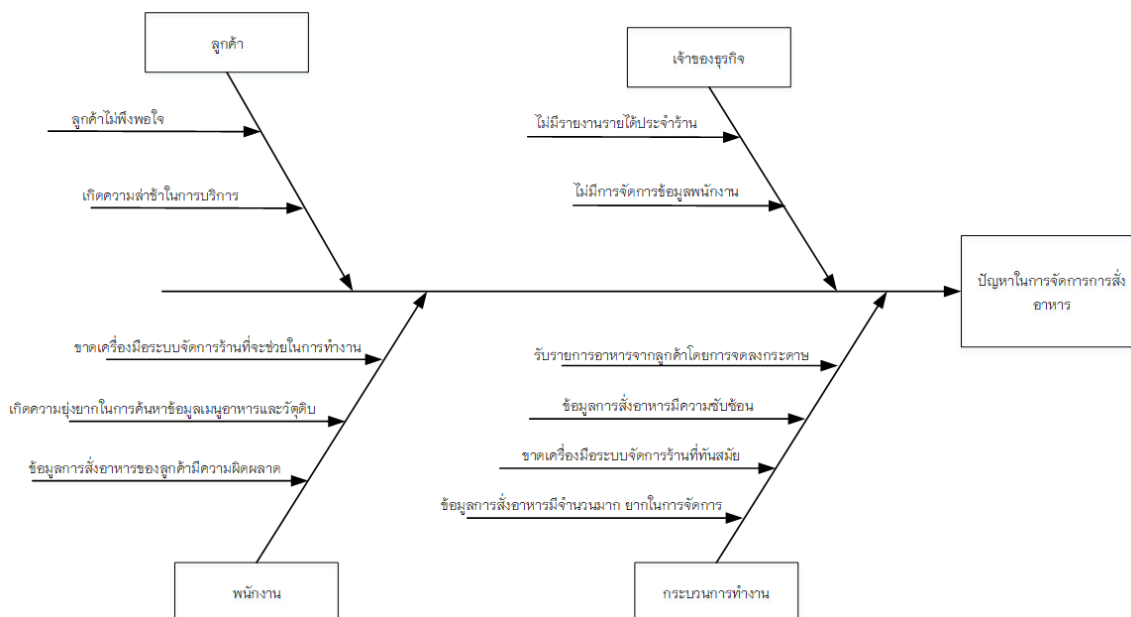 ลูกค้า
เจ้าของธุรกิจ
ลูกค้าไม่พึงพอใจ
ไม่มีรายงานรายได้ประจำร้าน
เกิดความล่าช้าในการบริการ
ไม่มีการจัดการข้อมูลพนักงาน
ปัญหาในการจัดการการสั่ง
อาหาร
ขาดเครื่องมือระบบจัดการร้านที่จะช่วยในการทำงาน
รับรายการอาหารจากลูกค้าโดยการจดลงกระดาษ
เกิดความยุ่งยากในการค้นหาข้อมูลเมนูอาหารและวัตุดิบ
ข้อมูลการสั่งอาหารมีความซับซ้อน
ข้อมูลการสั่งอาหารของลูกค้ามีความผิดผลาด
ขาดเครื่องมือระบบจัดการร้านที่ทันสมัย
ข้อมูลการสั่งอาหารมีจำนวนมาก ยากในการจัดการ
พนักงาน
กระบวนการทำงาน